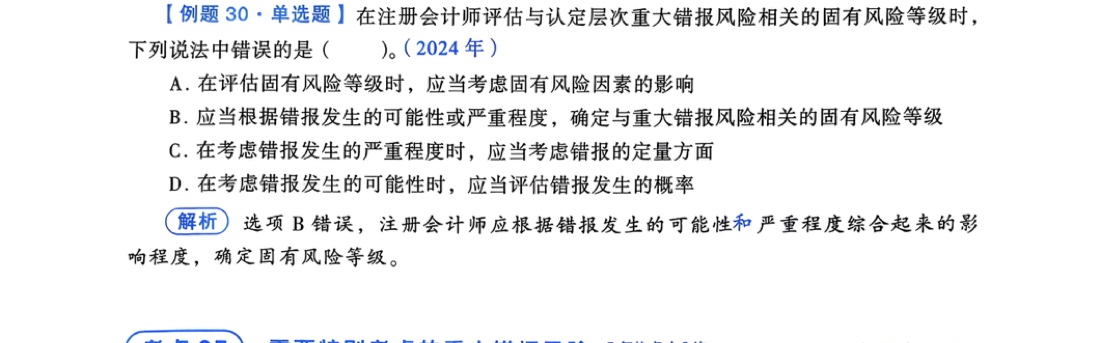 【例题 30·单选题】在注册会计师评估与认定层次重大错报风险相关的固有风险等级时，
下列说法中错误的是（　　）。（2024 年）
A. 在评估固有风险等级时，应当考虑固有风险因素的影响
B. 应当根据错报发生的可能性或严重程度，确定与重大错报风险相关的固有风险等级
C. 在考虑错报发生的严重程度时，应当考虑错报的定量方面
D. 在考虑错报发生的可能性时，应当评估错报发生的概率
解析 选项 B 错误，注册会计师应根据错报发生的可能性和严重程度综合起来的影
响程度，确定固有风险等级。